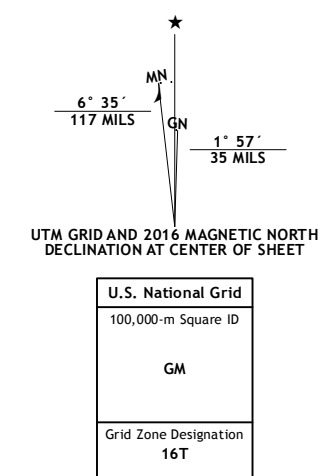 ★
MN
6° 35´
117 MILS
GN
1° 57´
35 MILS
UTM GRID AND 2016 MAGNETIC NORTH
DECLINATION AT CENTER OF SHEET
U.S. National Grid
100,000-m Square ID
GM
Grid Zone Designation
16T